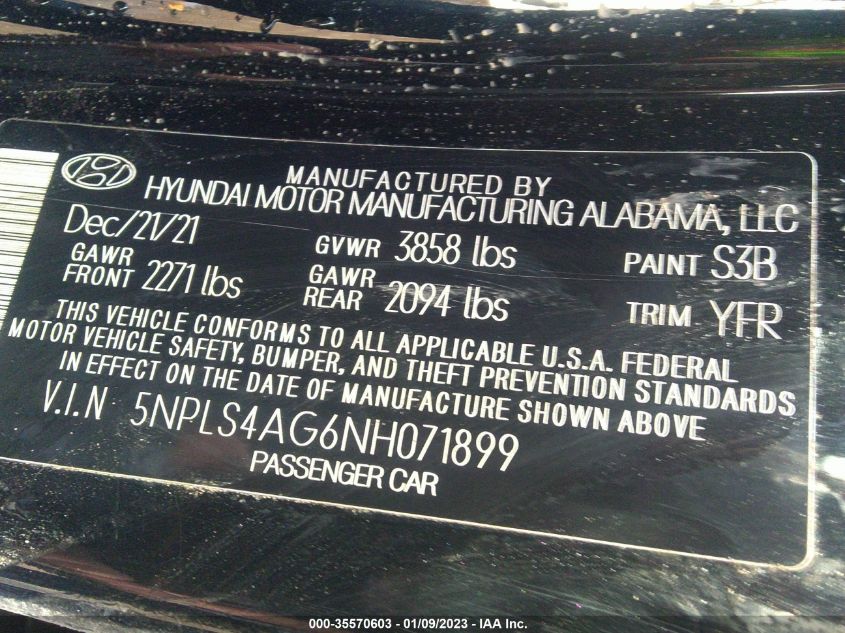 MANUFACTURED BY
HYUNDAI MOTOR MANUFACTURING ALABAMA, LLC
Dec/21/21 GVWR 3858 lbs PAINT S3B
GAWR FRONT 2271 lbs GAWR REAR 2094 lbs TRIM YFR
THIS VEHICLE CONFORMS TO ALL APPLICABLE U.S.A. FEDERAL
MOTOR VEHICLE SAFETY, BUMPER, AND THEFT PREVENTION STANDARDS
IN EFFECT ON THE DATE OF MANUFACTURE SHOWN ABOVE
V.I.N 5NPLS4AG6NH071899
PASSENGER CAR
000-35570603 - 01/09/2023 - IAA Inc.